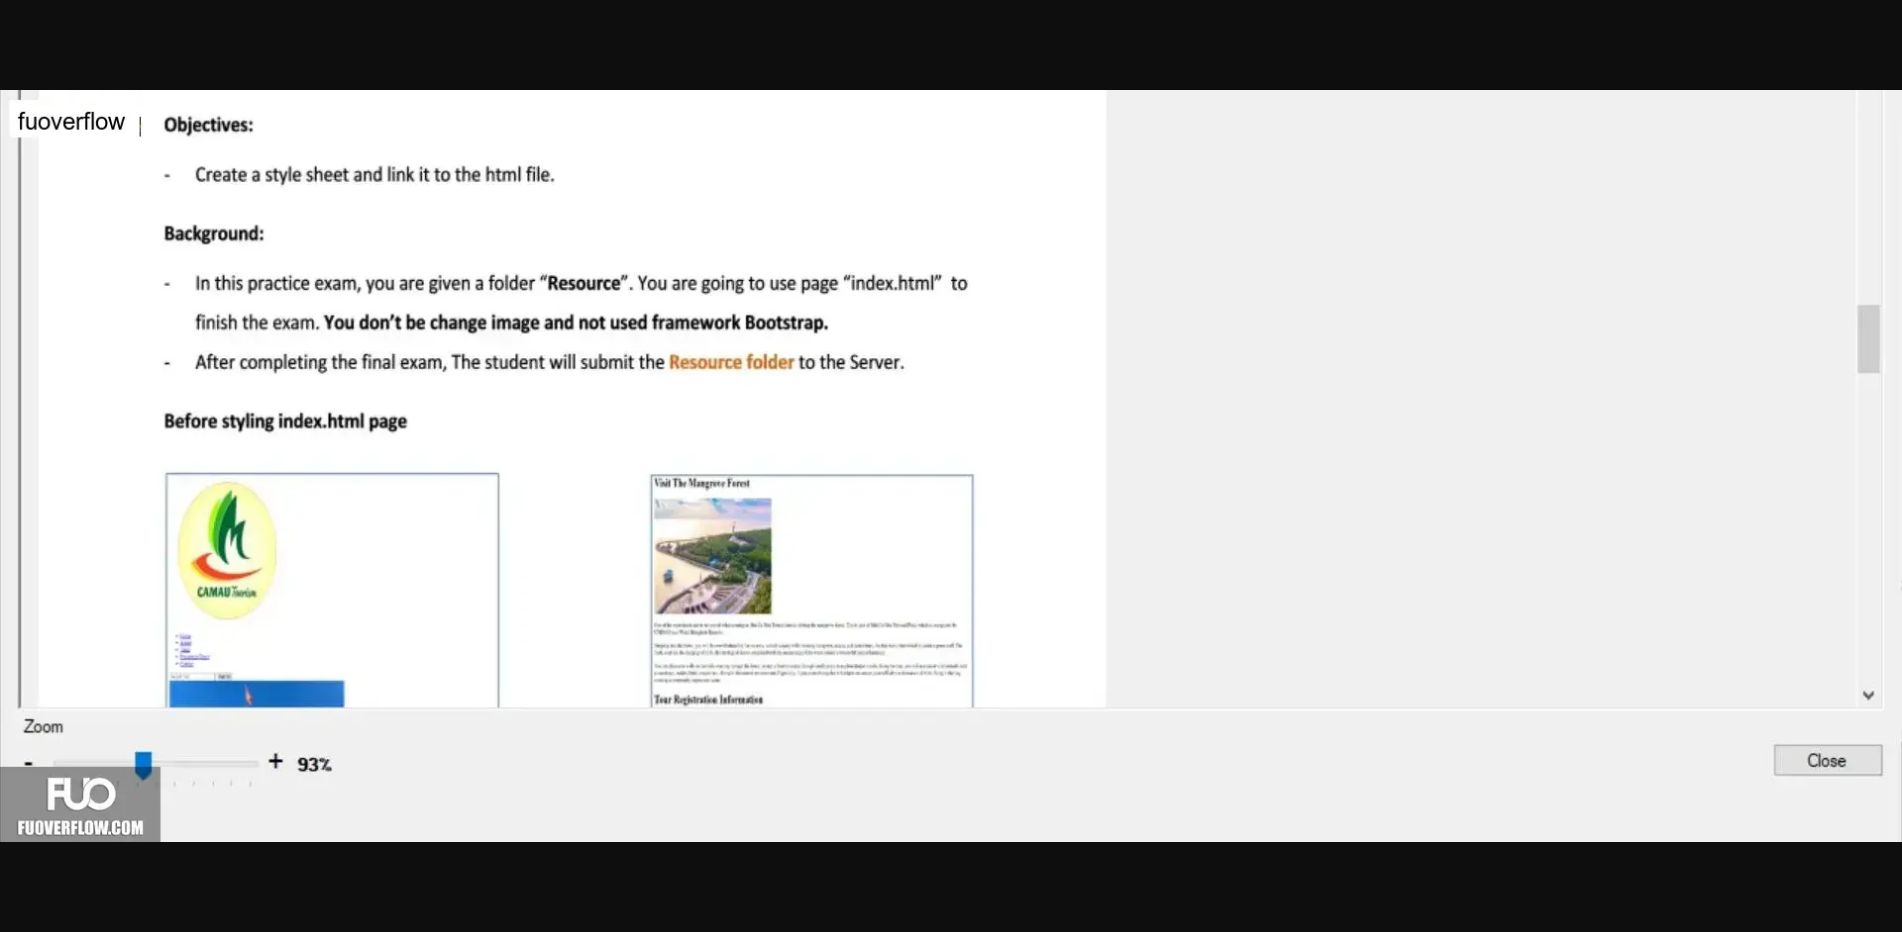 fuoverflow
Objectives:
- Create a style sheet and link it to the html file.
Background:
- In this practice exam, you are given a folder “Resource”. You are going to use page “index.html” to
finish the exam. You don’t be change image and not used framework Bootstrap.
- After completing the final exam, The student will submit the Resource folder to the Server.
Before styling index.html page
CAMAU Tourism
Visit The Mangrove Forest
Tour Registration Information
Zoom
- + 93%
Close
FUO
FUOVERFLOW.COM